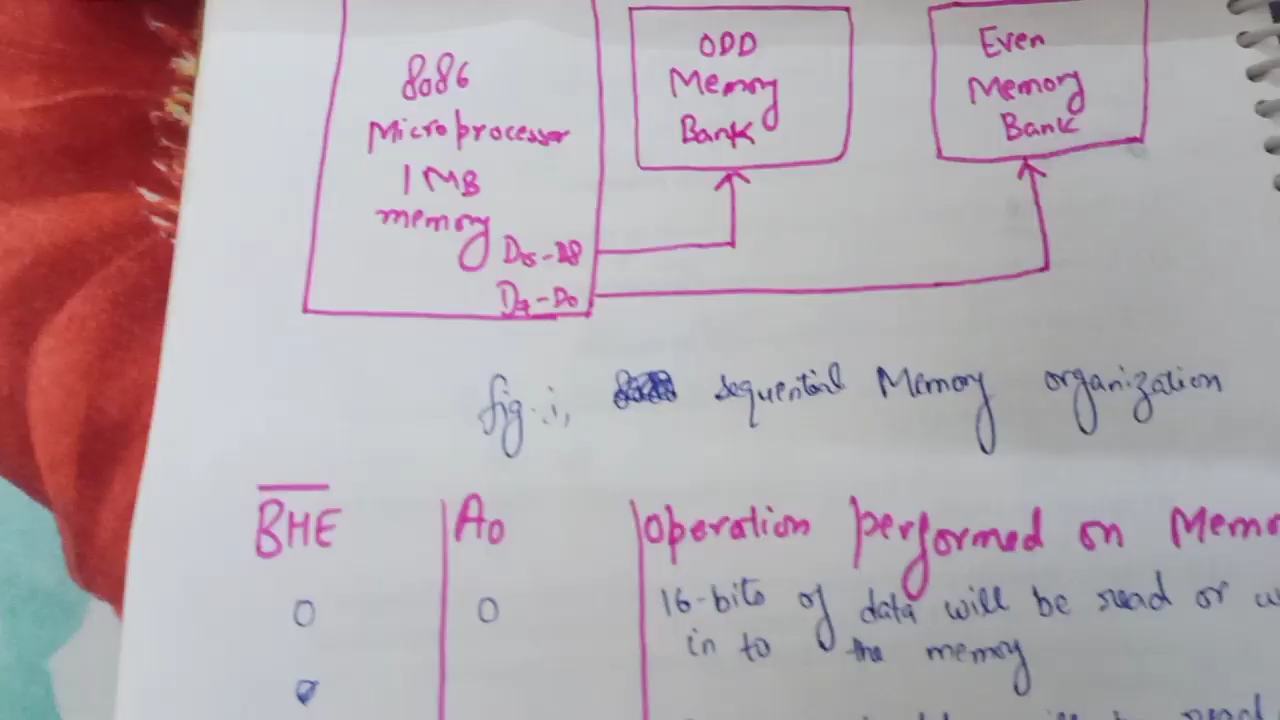 8086
Microprocessor
1 MB
memory
D15-D8
D7-D0
ODD
Memory
Bank
Even
Memory
Bank
fig.i, sequential Memory organization
BHE A0 Operation performed on Memo
0 0 16-bits of data will be read or w
in to the memory
read